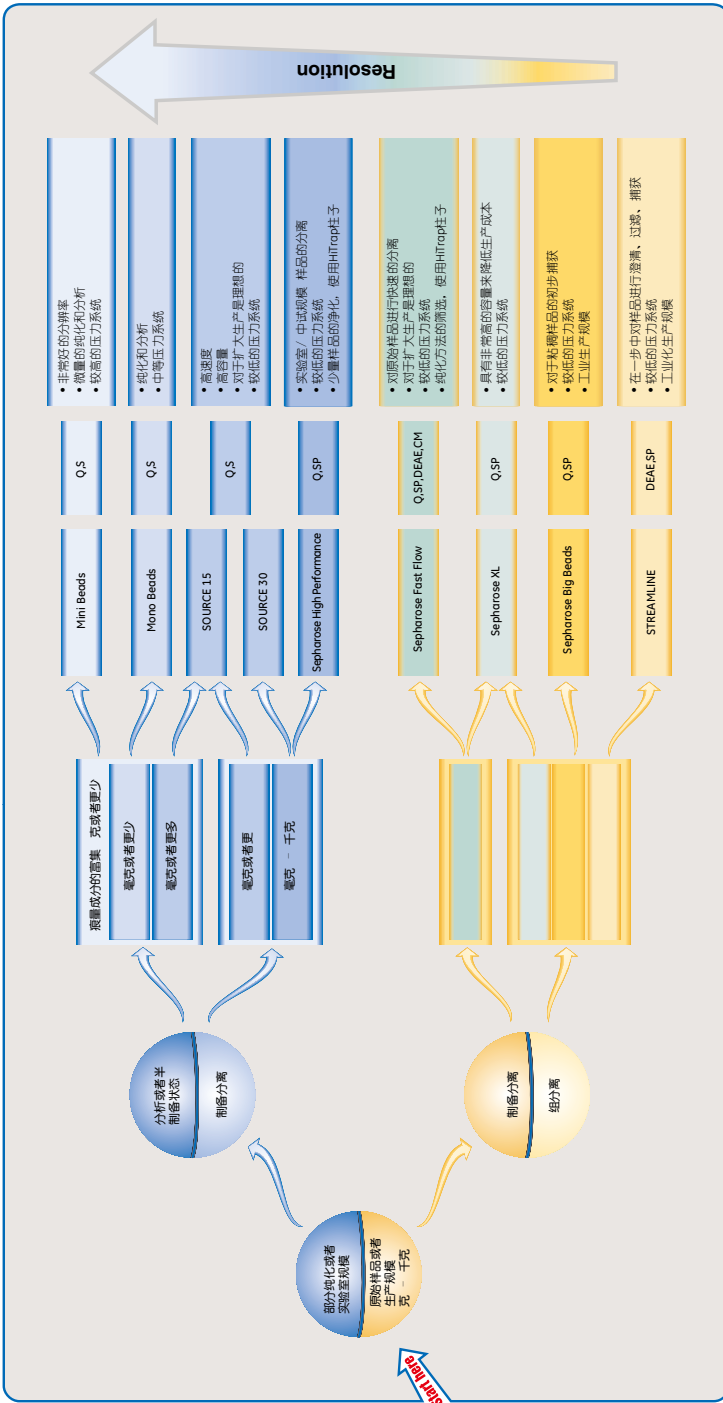 Start here
部分纯化或者
实验室规模
原始样品或者
生产规模
克 – 千克
分析或者半
制备状态
制备分离
制备分离
组分离
痕量成分的富集 克或者更少
毫克或者更少
毫克或者更多
毫克或者更
毫克 – 千克
Mini Beads
Q,S
• 非常好的分辨率
• 微量的纯化和分析
• 较高的压力系统
Mono Beads
Q,S
• 纯化和分析
• 中等压力系统
SOURCE 15
SOURCE 30
Q,S
• 高速度
• 高容量
• 对于扩大生产是理想的
• 较低的压力系统
Sepharose High Performance
Q,SP
• 实验室/ 中试规模 样品的分离
• 较低的压力系统
• 少量样品的净化，使用HiTrap柱子
Sepharose Fast Flow
Q,SP,DEAE,CM
• 对原始样品进行快速的分离
• 对于扩大生产是理想的
• 较低的压力系统
• 纯化方法的筛选，使用HiTrap柱子
Sepharose XL
Q,SP
• 具有非常高的容量来降低生产成本
• 较低的压力系统
Sepharose Big Beads
Q,SP
• 对于粘稠样品的初步捕获
• 较低的压力系统
• 工业生产规模
STREAMLINE
DEAE,SP
• 在一步中对样品进行澄清、过滤、捕获
• 较低的压力系统
• 工业化生产规模
Resolution